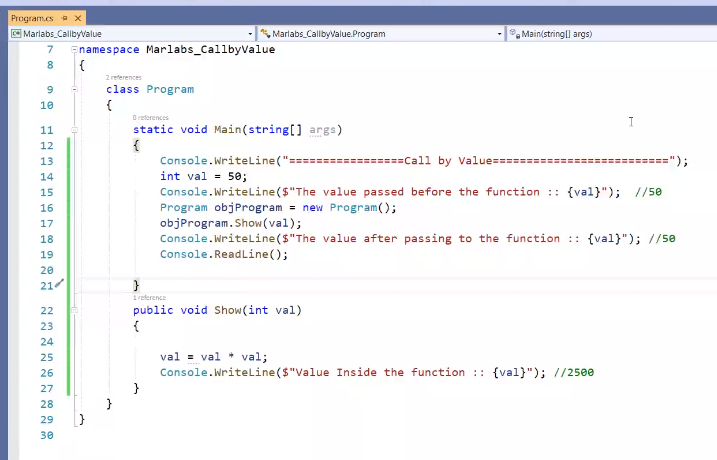 Program.cs
Marlabs_CallbyValue Marlabs_CallbyValue.Program Main(string[] args)
7 namespace Marlabs_CallbyValue
8 {
2 references
9 class Program
10 {
0 references
11 static void Main(string[] args)
12 {
13 Console.WriteLine("=================Call by Value==========================");
14 int val = 50;
15 Console.WriteLine($"The value passed before the function :: {val}"); //50
16 Program objProgram = new Program();
17 objProgram.Show(val);
18 Console.WriteLine($"The value after passing to the function :: {val}"); //50
19 Console.ReadLine();
20
21 }
1 reference
22 public void Show(int val)
23 {
24
25 val = val * val;
26 Console.WriteLine($"Value Inside the function :: {val}"); //2500
27 }
28 }
29 }
30